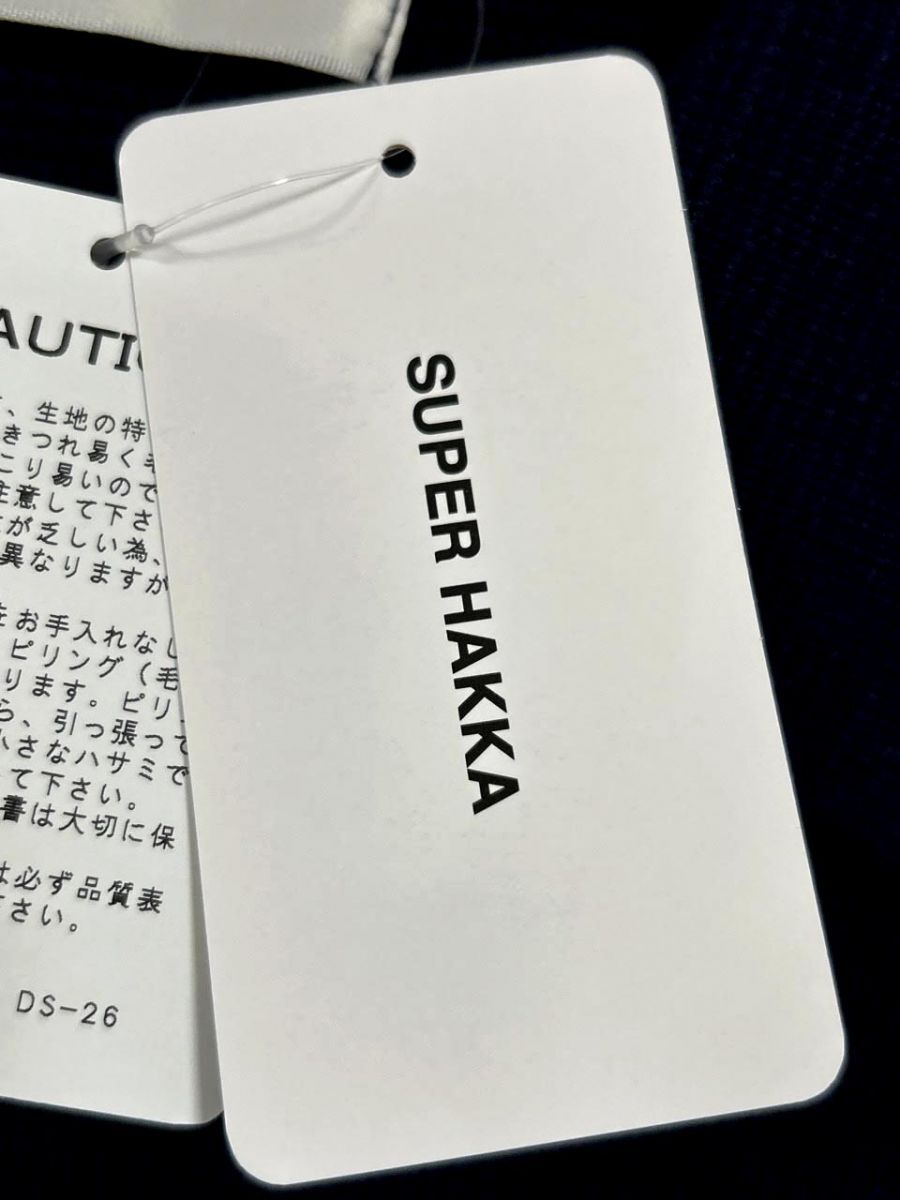 SUPER HAKKA
AUTI
、生地の特
きつれ易く毛
こり易いので
注意して下さ
が乏しい為、
異なりますが
をお手入れなし
ピリング（毛
ります。ピリ
ら、引っ張って
小さなハサミで
て下さい。
書は大切に保
は必ず品質表
さい。
DS-26